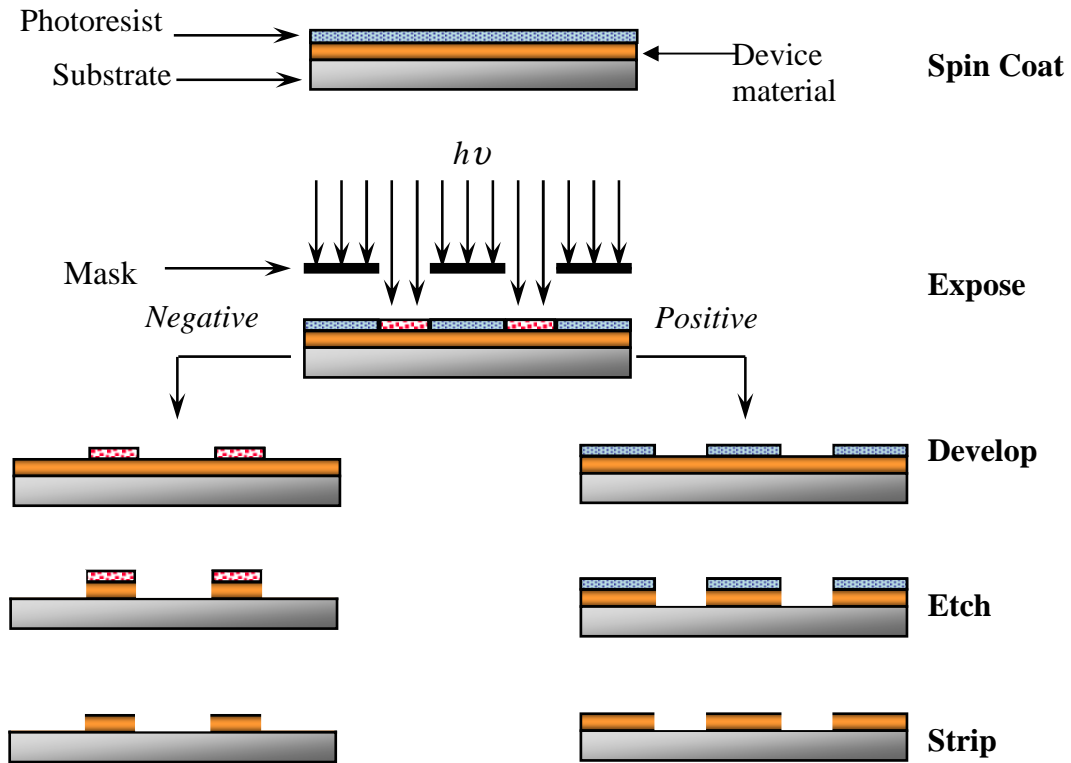 Photoresist
Substrate
Device
material
Spin Coat
hυ
Mask
Expose
Negative
Positive
Develop
Etch
Strip